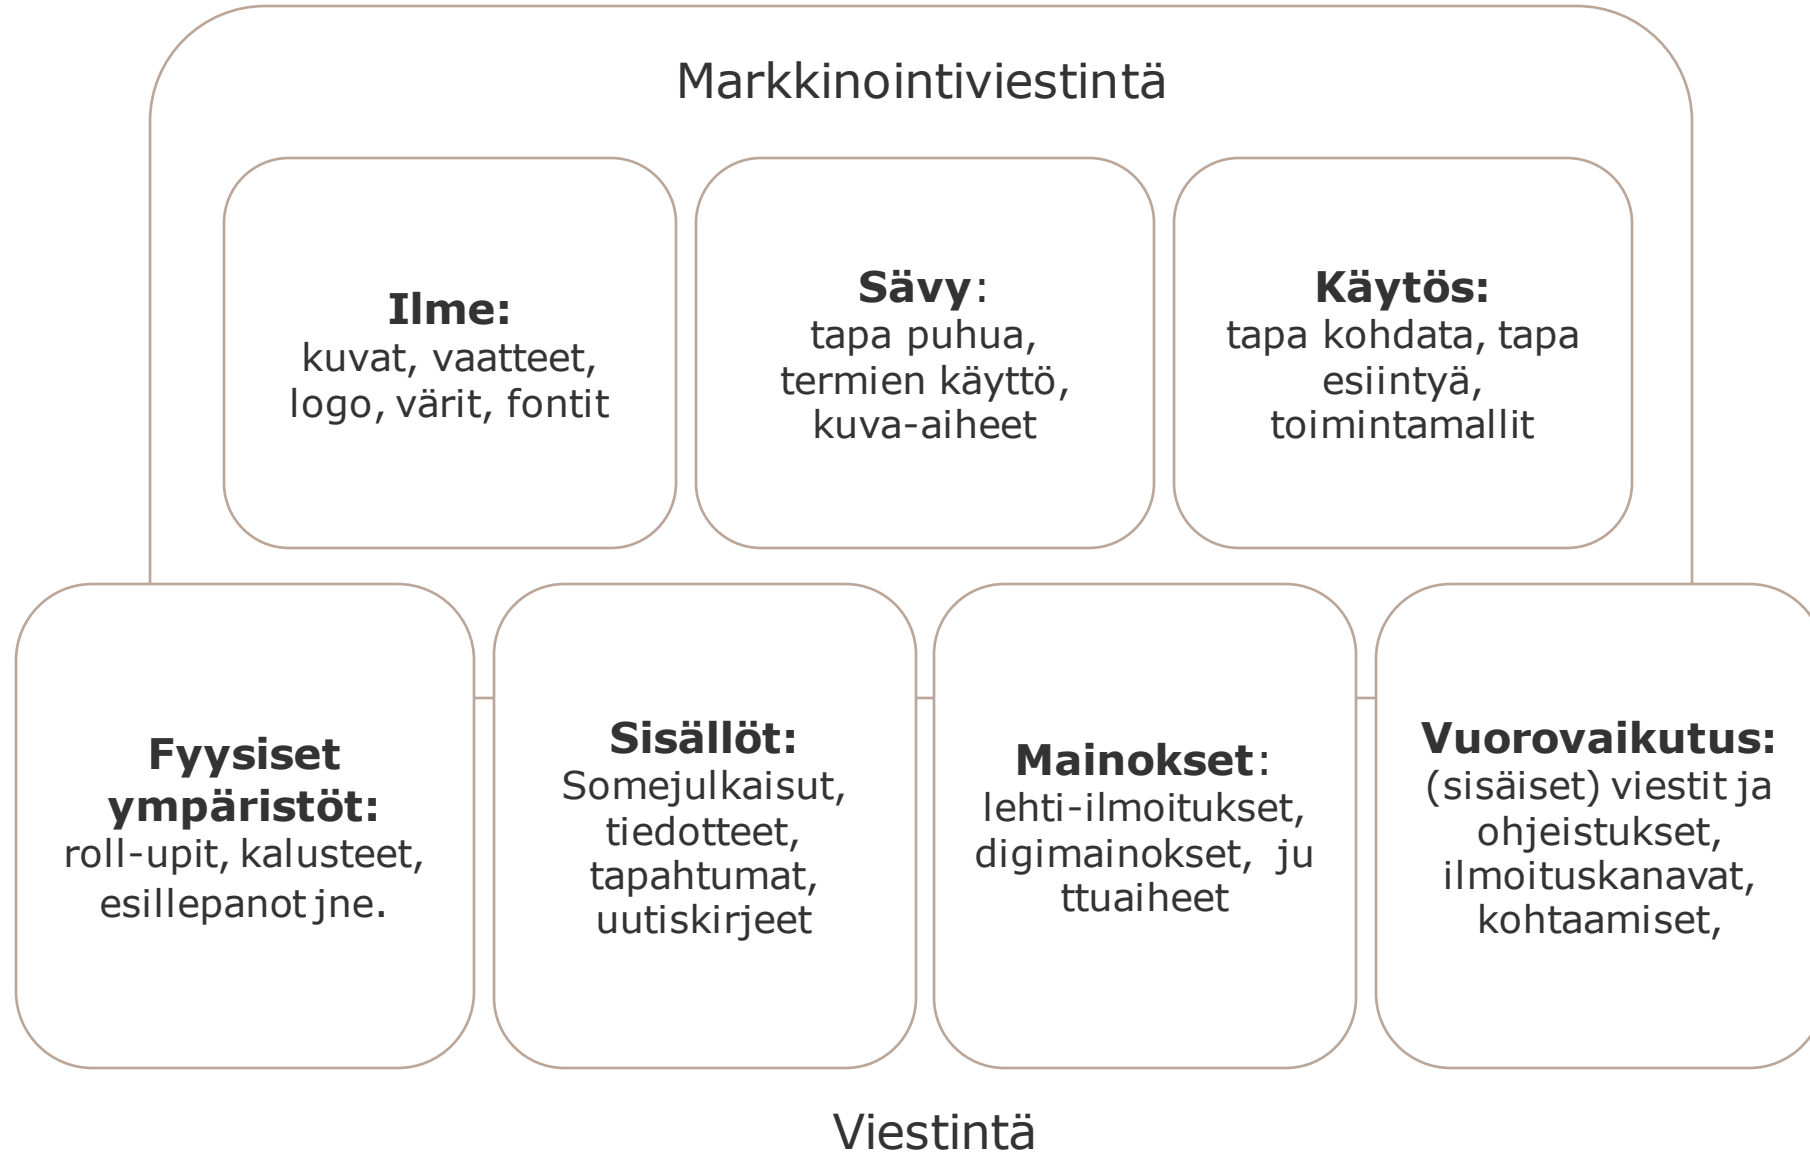 Markkinointiviestintä
Ilme:
kuvat, vaatteet,
logo, värit, fontit
Sävy:
tapa puhua,
termien käyttö,
kuva-aiheet
Käytös:
tapa kohdata, tapa
esiintyä,
toimintamallit
Fyysiset
ympäristöt:
roll-upit, kalusteet,
esillepanot jne.
Sisällöt:
Somejulkaisut,
tiedotteet,
tapahtumat,
uutiskirjeet
Mainokset:
lehti-ilmoitukset,
digimainokset, ju
ttuaiheet
Vuorovaikutus:
(sisäiset) viestit ja
ohjeistukset,
ilmoituskanavat,
kohtaamiset,
Viestintä